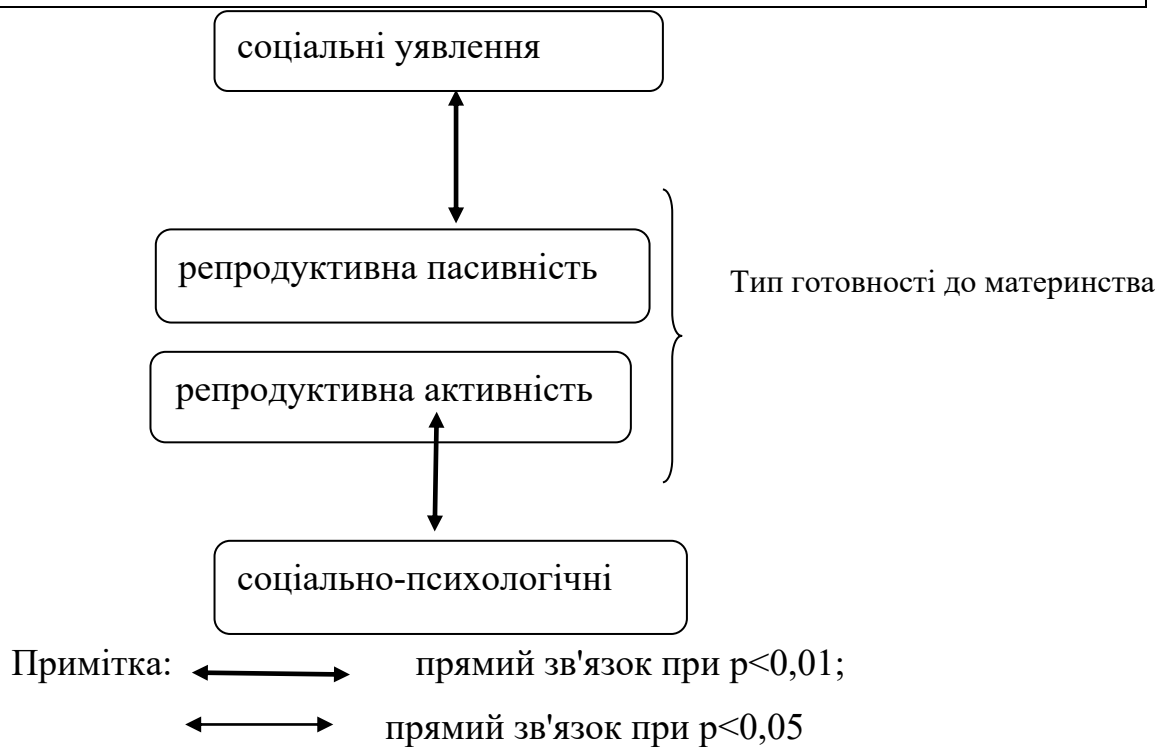 соціальні уявлення
репродуктивна пасивність
Тип готовності до материнства
репродуктивна активність
соціально-психологічні
Примітка: прямий зв'язок при p<0,01;
прямий зв'язок при p<0,05